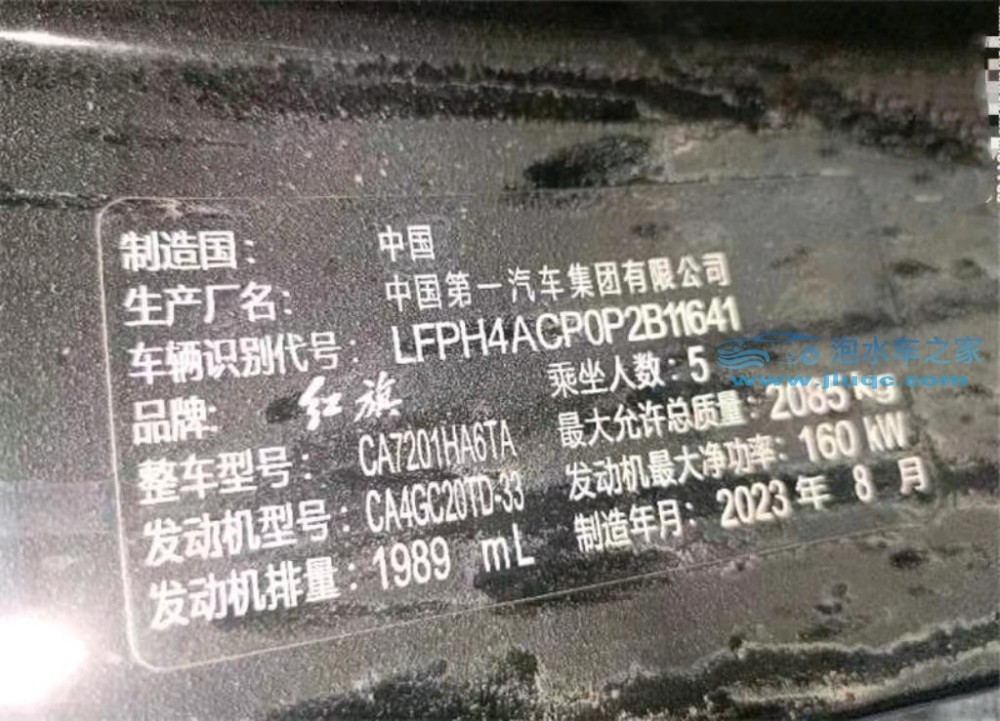 制造国： 中国
生产厂名： 中国第一汽车集团有限公司
车辆识别代号： LFPH4ACP0P2B11641
品牌: 红旗 乘坐人数：5
整车型号： CA7201HA6TA 最大允许总质量：2085 kg
发动机型号：CA4GC20TD-33 发动机最大净功率：160 kW
发动机排量：1989 mL 制造年月：2023 年 8 月
泡水车之家
www.jluqc.com